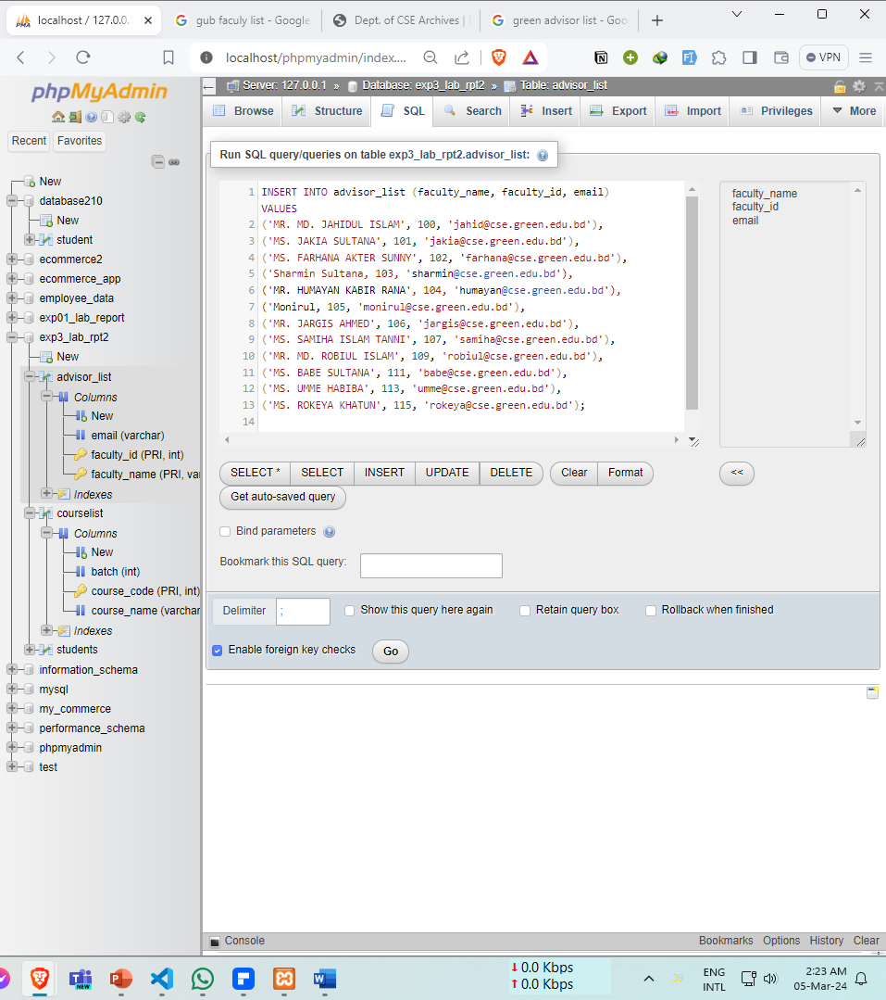 localhost / 127.0.0.
gub faculy list - Google
Dept. of CSE Archives |
green advisor list - Goo
localhost/phpmyadmin/index....
VPN
phpMyAdmin
Recent
Favorites
New
database210
New
student
ecommerce2
ecommerce_app
employee_data
exp01_lab_report
exp3_lab_rpt2
New
advisor_list
Columns
New
email (varchar)
faculty_id (PRI, int)
faculty_name (PRI, va
Indexes
courselist
Columns
New
batch (int)
course_code (PRI, int)
course_name (varchar
Indexes
students
information_schema
mysql
my_commerce
performance_schema
phpmyadmin
test
Server: 127.0.0.1 » Database: exp3_lab_rpt2 » Table: advisor_list
Browse
Structure
SQL
Search
Insert
Export
Import
Privileges
More
Run SQL query/queries on table exp3_lab_rpt2.advisor_list:
1 INSERT INTO advisor_list (faculty_name, faculty_id, email)
VALUES
2 ('MR. MD. JAHIDUL ISLAM', 100, 'jahid@cse.green.edu.bd'),
3 ('MS. JAKIA SULTANA', 101, 'jakia@cse.green.edu.bd'),
4 ('MS. FARHANA AKTER SUNNY', 102, 'farhana@cse.green.edu.bd'),
5 ('Sharmin Sultana, 103, 'sharmin@cse.green.edu.bd'),
6 ('MR. HUMAYAN KABIR RANA', 104, 'humayan@cse.green.edu.bd'),
7 ('Monirul, 105, 'monirul@cse.green.edu.bd'),
8 ('MR. JARGIS AHMED', 106, 'jargis@cse.green.edu.bd'),
9 ('MS. SAMIHA ISLAM TANNI', 107, 'samiha@cse.green.edu.bd'),
10 ('MR. MD. ROBIUL ISLAM', 109, 'robiul@cse.green.edu.bd'),
11 ('MS. BABE SULTANA', 111, 'babe@cse.green.edu.bd'),
12 ('MS. UMME HABIBA', 113, 'umme@cse.green.edu.bd'),
13 ('MS. ROKEYA KHATUN', 115, 'rokeya@cse.green.edu.bd');
14
faculty_name
faculty_id
email
SELECT *
SELECT
INSERT
UPDATE
DELETE
Clear
Format
<<
Get auto-saved query
Bind parameters
Bookmark this SQL query:
Delimiter
;
Show this query here again
Retain query box
Rollback when finished
Enable foreign key checks
Go
Console
Bookmarks
Options
History
Clear
NEW
0.0 Kbps
0.0 Kbps
29
ENG
INTL
2:23 AM
05-Mar-24